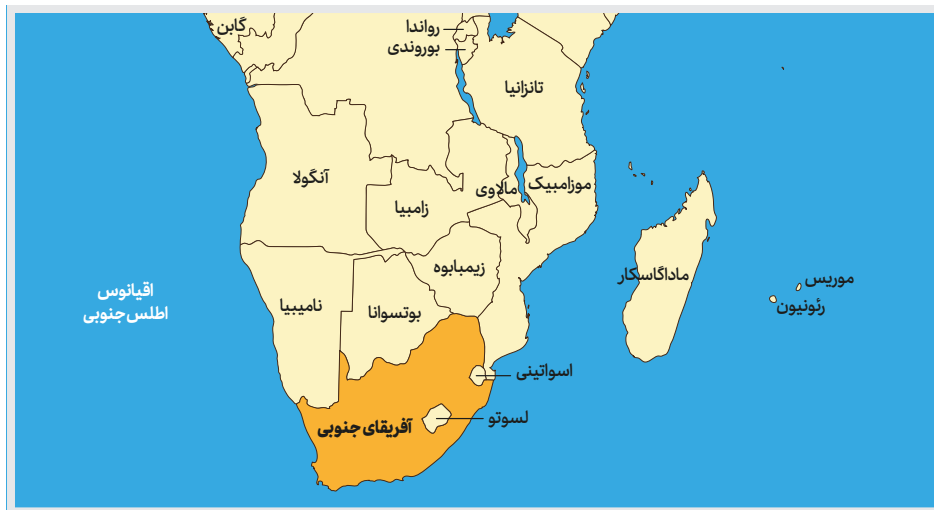 گابن
رواندا
بوروندی
تانزانیا
آنگولا
زامبیا
مالاوی
موزامبیک
زیمبابوه
ماداگاسکار
موریس
رئونیون
اقیانوس
اطلس جنوبی
نامیبیا
بوتسوانا
اسواتینی
لسوتو
آفریقای جنوبی